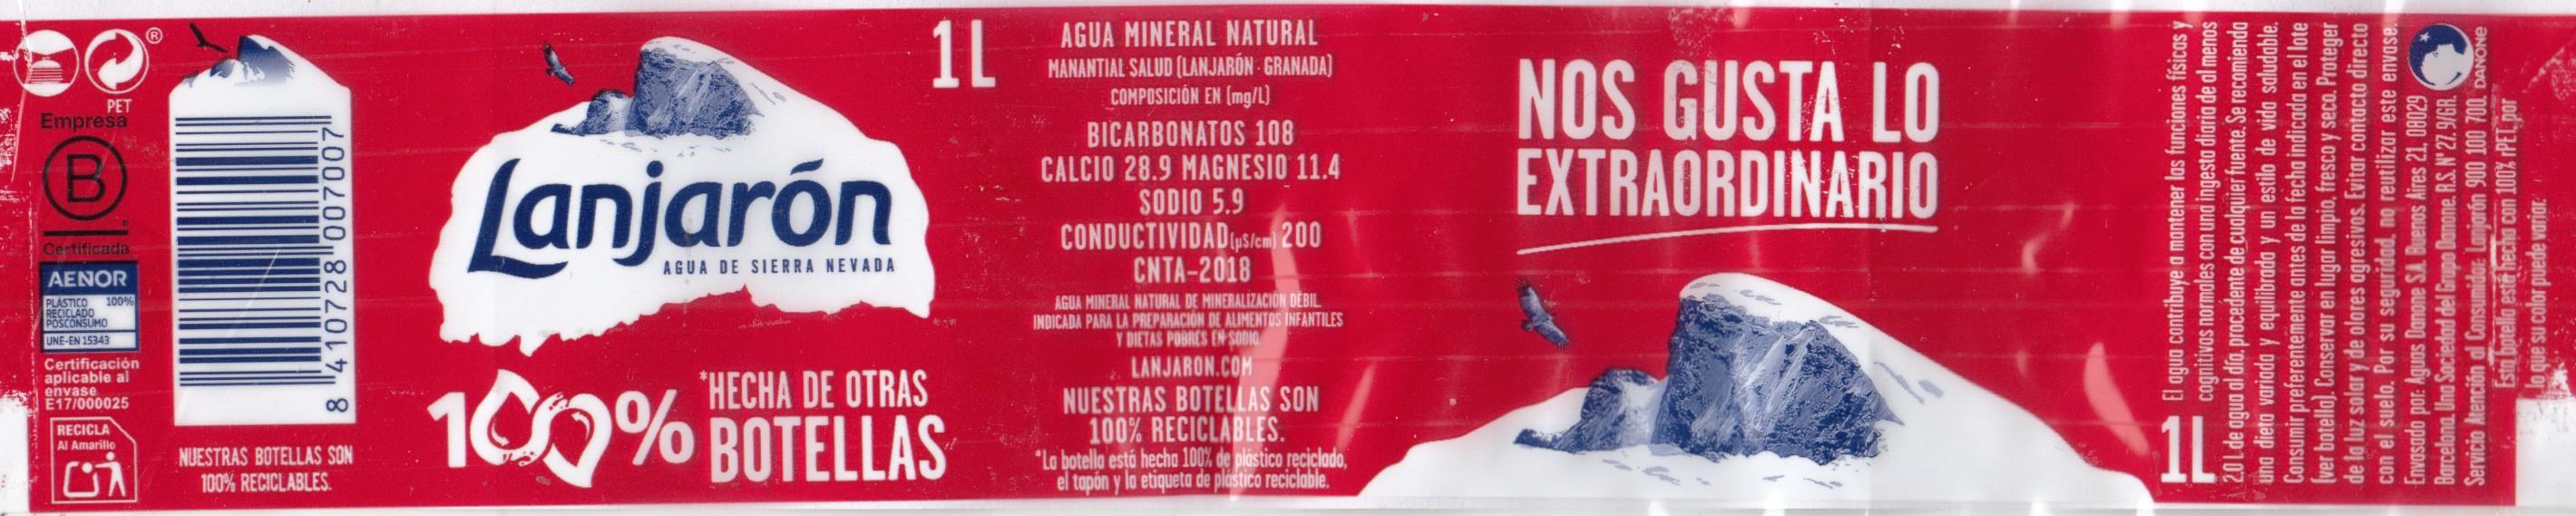 ®
PET
Empresa
B
Certificada
AENOR
PLÁSTICO 100%
RECICLADO
POSCONSUMO
UNE-EN 15343
Certificación
aplicable al
envase
E17/000025
RECICLA
Al Amarillo
8 410728 007007
NUESTRAS BOTELLAS SON
100% RECICLABLES.
Lanjarón
AGUA DE SIERRA NEVADA
100%
*HECHA DE OTRAS
BOTELLAS
1L
AGUA MINERAL NATURAL
MANANTIAL SALUD (LANJARÓN - GRANADA)
COMPOSICIÓN EN (mg/L)
BICARBONATOS 108
CALCIO 28.9 MAGNESIO 11.4
SODIO 5.9
CONDUCTIVIDAD (µS/cm) 200
CNTA-2018
AGUA MINERAL NATURAL DE MINERALIZACIÓN DÉBIL.
INDICADA PARA LA PREPARACIÓN DE ALIMENTOS INFANTILES
Y DIETAS POBRES EN SODIO.
LANJARON.COM
NUESTRAS BOTELLAS SON
100% RECICLABLES.
*La botella está hecha 100% de plástico reciclado,
el tapón y la etiqueta de plástico reciclable.
NOS GUSTA LO
EXTRAORDINARIO
1L
El agua contribuye a mantener las funciones físicas y
cognitivas normales con una ingesta diaria de al menos
2,0 L de agua al día, procedente de cualquier fuente. Se recomienda
una dieta variada y equilibrada y un estilo de vida saludable.
Consumir preferentemente antes de la fecha indicada en el lote
(ver botella). Conservar en lugar limpio, fresco y seco. Proteger
de la luz solar y de olores agresivos. Evitar contacto directo
con el suelo. Por su seguridad, no reutilizar este envase.
Envasado por: Aguas Danone S.A. Buenos Aires 21, 08029
Barcelona. Una Sociedad del Grupo Danone. R.S. Nº 27.9/GR.
Servicio Atención al Consumidor: Lanjarón 900 100 700.
DANONE
Esta botella está hecha con 100% rPET, por
lo que su color puede variar.